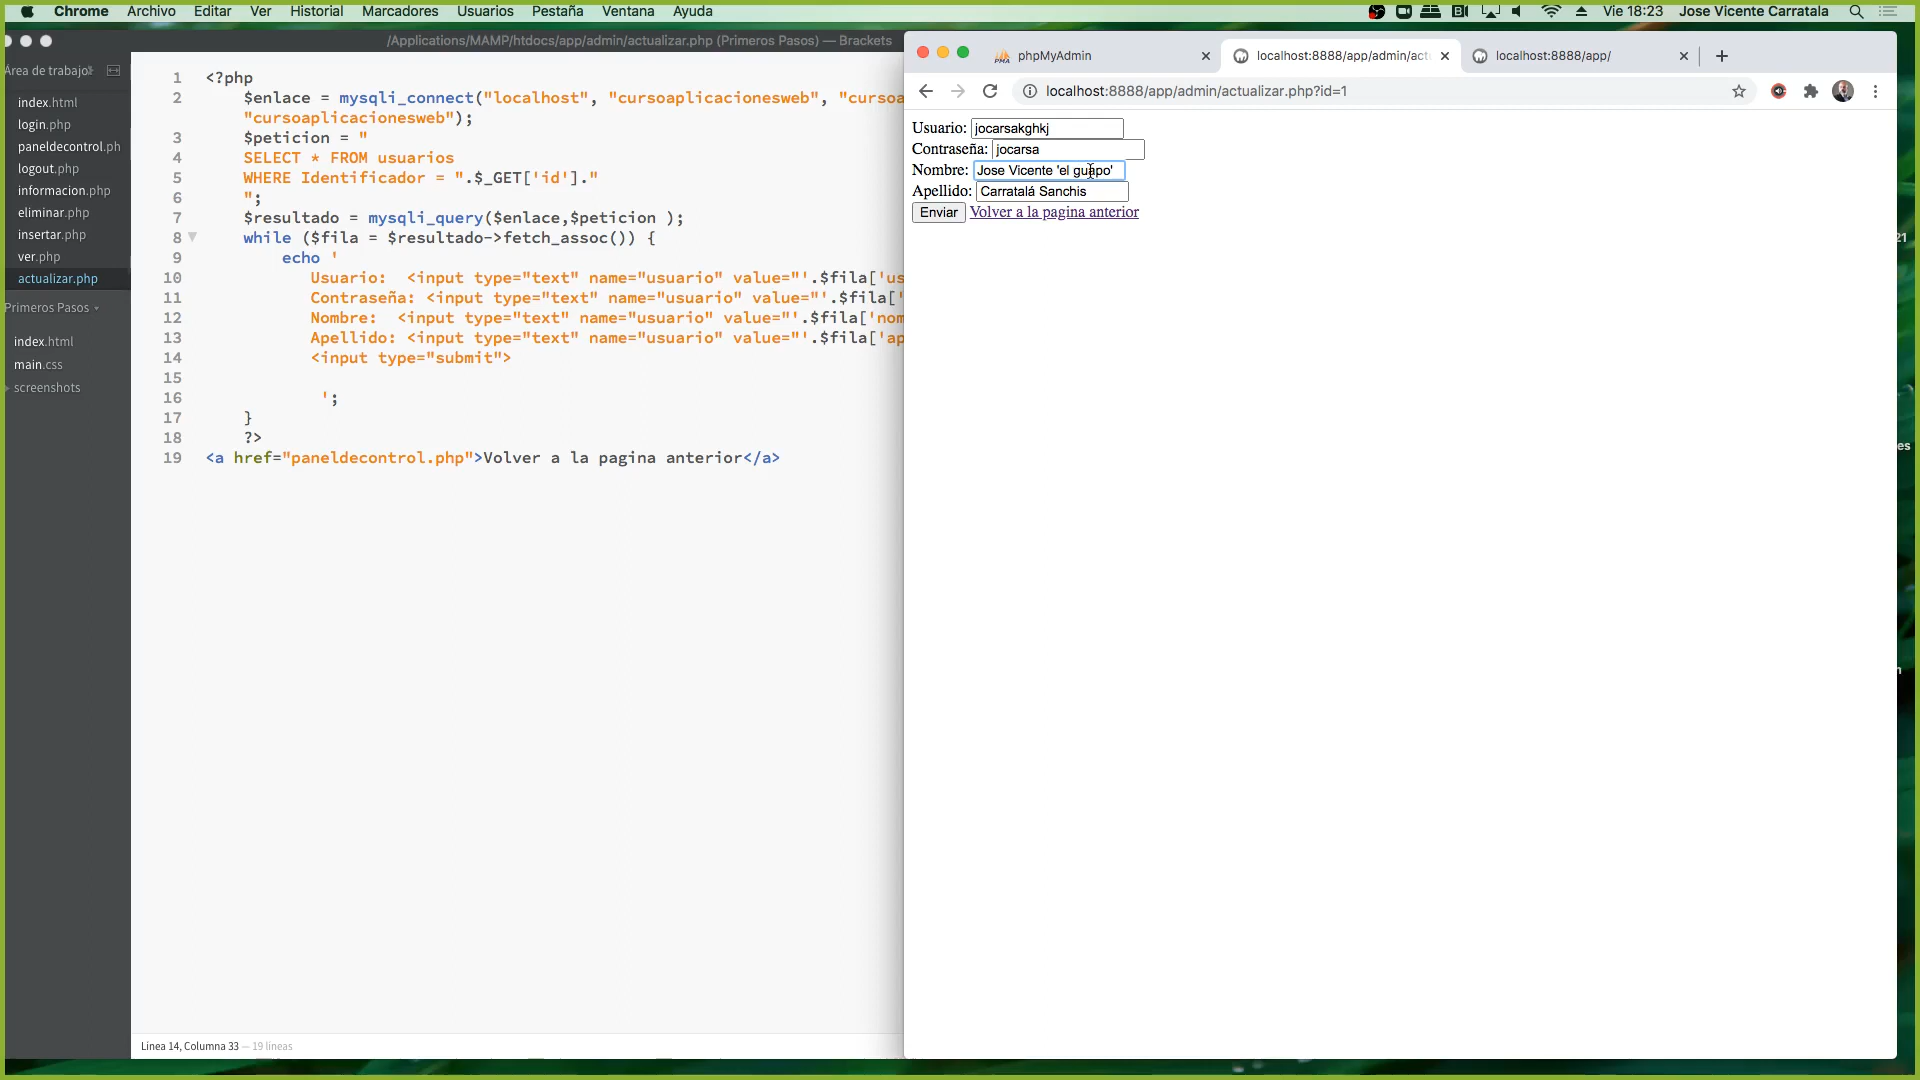 Chrome Archivo Editar Ver Historial Marcadores Usuarios Pestaña Ventana Ayuda
Vie 18:23 Jose Vicente Carratala
/Applications/MAMP/htdocs/app/admin/actualizar.php (Primeros Pasos) — Brackets
Área de trabajo
index.html
login.php
paneldecontrol.ph
logout.php
informacion.php
eliminar.php
insertar.php
ver.php
actualizar.php
Primeros Pasos
index.html
main.css
screenshots
1 <?php
2 $enlace = mysqli_connect("localhost", "cursoaplicacionesweb", "cursoa
"cursoaplicacionesweb");
3 $peticion = "
4 SELECT * FROM usuarios
5 WHERE Identificador = ".$_GET['id']."
6 ";
7 $resultado = mysqli_query($enlace,$peticion );
8 while ($fila = $resultado->fetch_assoc()) {
9 echo '
10 Usuario: <input type="text" name="usuario" value="'.$fila['us
11 Contraseña: <input type="text" name="usuario" value="'.$fila['
12 Nombre: <input type="text" name="usuario" value="'.$fila['nom
13 Apellido: <input type="text" name="usuario" value="'.$fila['ap
14 <input type="submit">
15
16 ';
17 }
18 ?>
19 <a href="paneldecontrol.php">Volver a la pagina anterior</a>
Linea 14, Columna 33 — 19 lineas
phpMyAdmin
localhost:8888/app/admin/act
localhost:8888/app/
localhost:8888/app/admin/actualizar.php?id=1
Usuario: jocarsakghkj
Contraseña: jocarsa
Nombre: Jose Vicente 'el guapo'
Apellido: Carratalá Sanchis
Enviar Volver a la pagina anterior
21
es
n